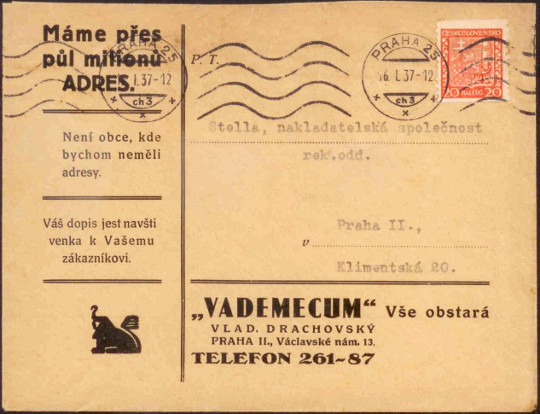 Máme přes
půl milionů
ADRES.
Není obce, kde
bychom neměli
adresy.
Váš dopis jest navští
venka k Vašemu
zákazníkovi.
PRAHA 25
I. 37-12
ch 3
P. T.
PRAHA 25
16. I. 37-12
ch 3
ČESKOSLOVENSKO
20 HALÉŘŮ 20
Stella, nakladatelská společnost
rek.odd.
Praha II.,
v
Klimentská 20.
„VADEMECUM“ Vše obstará
VLAD. DRACHOVSKÝ
PRAHA II., Václavské nám. 13.
TELEFON 261-87